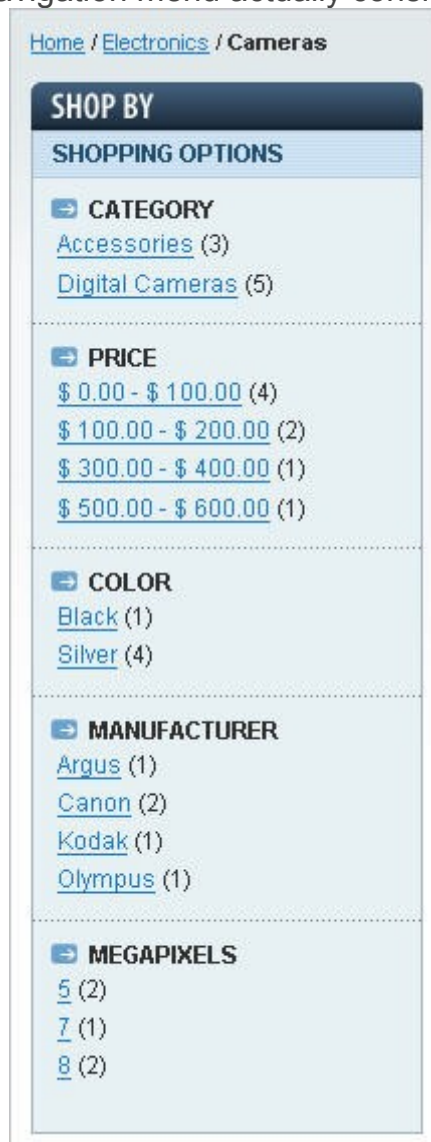 Home / Electronics / Cameras
SHOP BY
SHOPPING OPTIONS
CATEGORY
Accessories (3)
Digital Cameras (5)
PRICE
$ 0.00 - $ 100.00 (4)
$ 100.00 - $ 200.00 (2)
$ 300.00 - $ 400.00 (1)
$ 500.00 - $ 600.00 (1)
COLOR
Black (1)
Silver (4)
MANUFACTURER
Argus (1)
Canon (2)
Kodak (1)
Olympus (1)
MEGAPIXELS
5 (2)
7 (1)
8 (2)